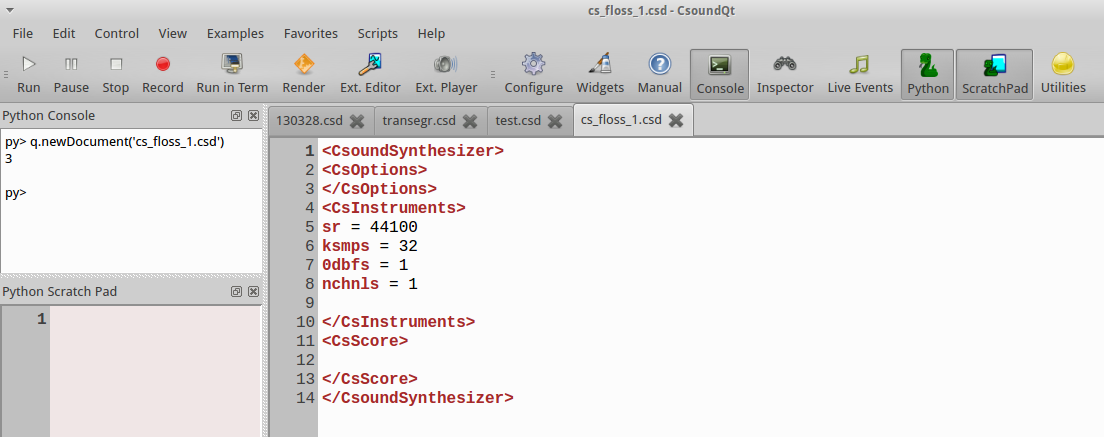 cs_floss_1.csd - CsoundQt
File Edit Control View Examples Favorites Scripts Help
Run Pause Stop Record Run in Term Render Ext. Editor Ext. Player Configure Widgets Manual Console Inspector Live Events Python ScratchPad Utilities
Python Console
py> q.newDocument('cs_floss_1.csd')
3
py>
Python Scratch Pad
1
130328.csd transegr.csd test.csd cs_floss_1.csd
1 <CsoundSynthesizer>
2 <CsOptions>
3 </CsOptions>
4 <CsInstruments>
5 sr = 44100
6 ksmps = 32
7 0dbfs = 1
8 nchnls = 1
9
10 </CsInstruments>
11 <CsScore>
12
13 </CsScore>
14 </CsoundSynthesizer>